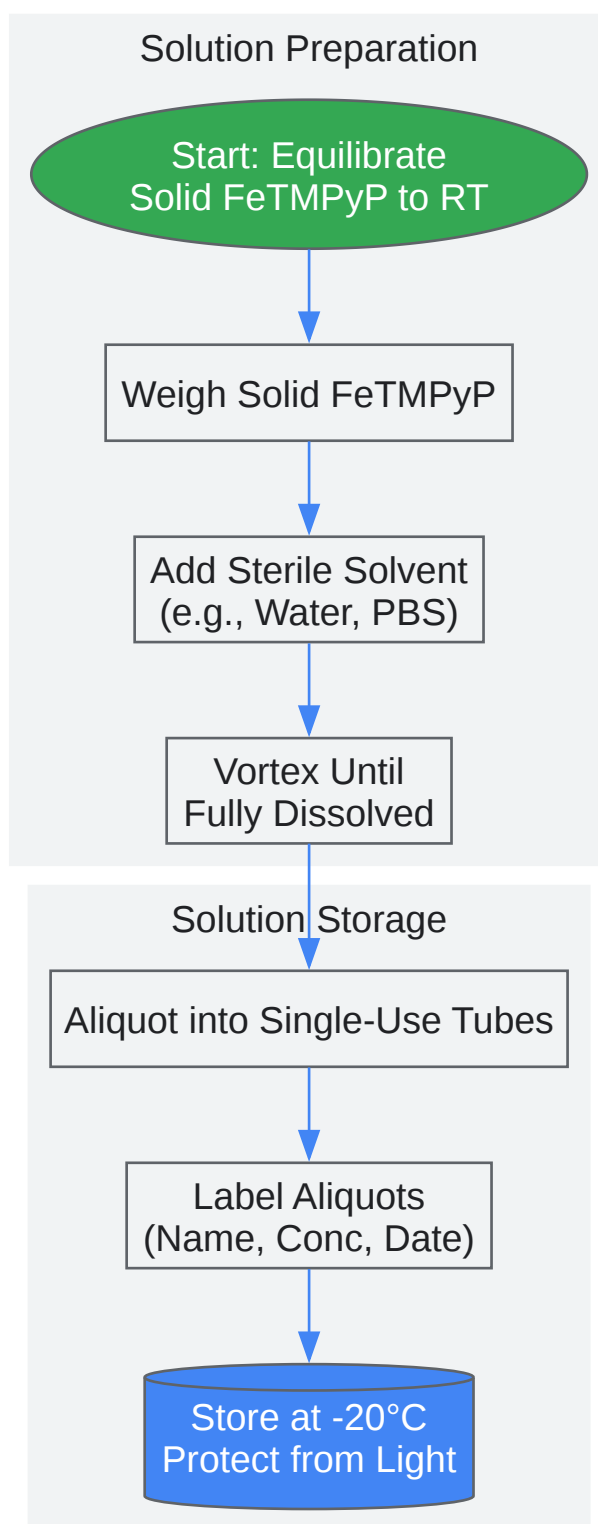 Solution Preparation
Start: Equilibrate
Solid FeTMPyP to RT
Weigh Solid FeTMPyP
Add Sterile Solvent
(e.g., Water, PBS)
Vortex Until
Fully Dissolved
Solution Storage
Aliquot into Single-Use Tubes
Label Aliquots
(Name, Conc, Date)
Store at -20°C
Protect from Light